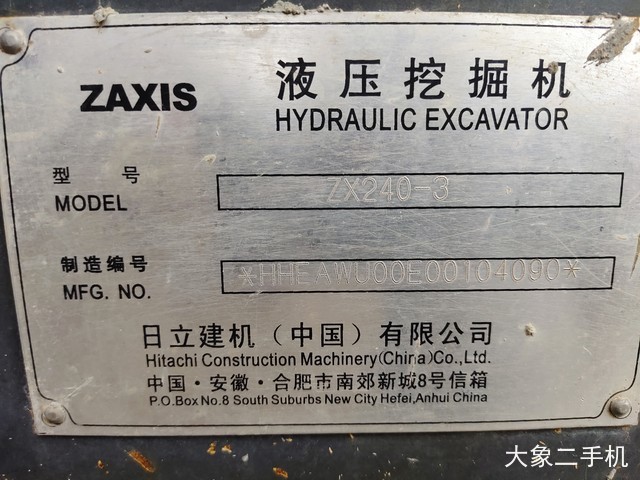 ZAXIS
液压挖掘机
HYDRAULIC EXCAVATOR
型 号
MODEL
ZX240-3
制造编号
MFG. NO.
*HHEAWU00E00104090*
日立建机（中国）有限公司
Hitachi Construction Machinery(China)Co.,Ltd.
中国·安徽·合肥市南郊新城8号信箱
P.O.Box No.8 South Suburbs New City Hefei,Anhui China
大象二手机